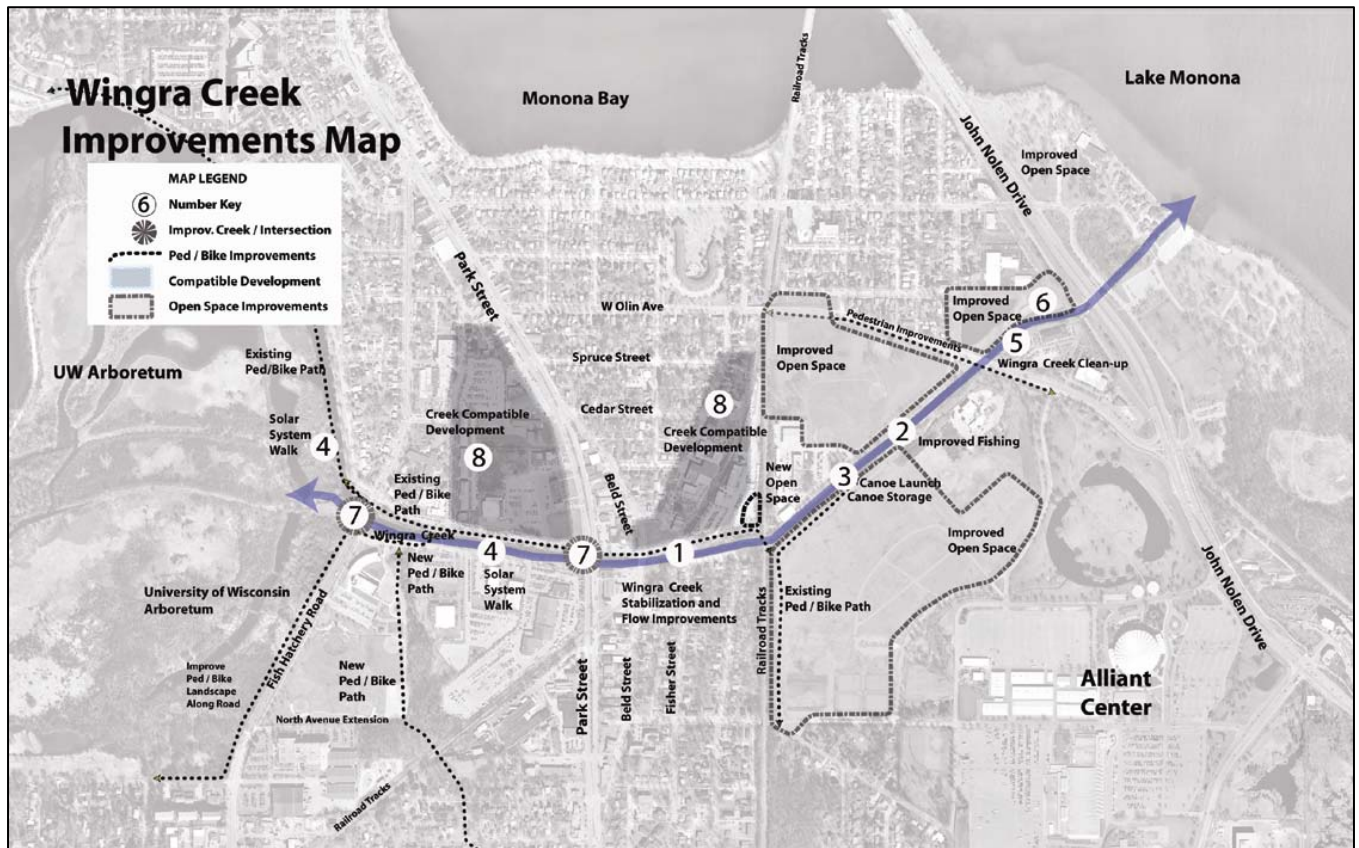 Wingra Creek
Improvements Map
MAP LEGEND
6 Number Key
Improv. Creek / Intersection
Ped / Bike Improvements
Compatible Development
Open Space Improvements
Monona Bay
Railroad Tracks
Lake Monona
John Nolen Drive
Improved
Open Space
Park Street
W Olin Ave
Spruce Street
Cedar Street
Pedestrian Improvements
Improved
Open Space
6
5
Wingra Creek Clean-up
Improved
Open Space
Existing
Ped/Bike Path
UW Arboretum
Solar
System
Walk
4
Creek Compatible
Development
8
8
Creek Compatible
Development
2
Improved Fishing
3
Canoe Launch
Canoe Storage
New
Open
Space
Beld Street
Existing
Ped / Bike
Path
7
Wingra Creek
4
Solar
System
Walk
New
Ped / Bike
Path
7
1
Wingra Creek
Stabilization and
Flow Improvements
Improved
Open Space
Existing
Ped / Bike Path
Railroad Tracks
John Nolen Drive
University of Wisconsin
Arboretum
Fish Hatchery Road
Improve
Ped / Bike
Landscape
Along Road
New
Ped / Bike
Path
North Avenue Extension
Railroad Tracks
Park Street
Beld Street
Fisher Street
Alliant
Center